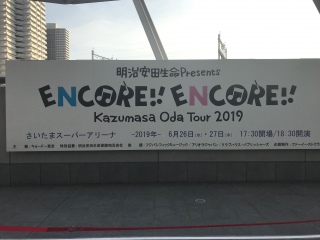 明治安田生命Presents
ENCORE!! ENCORE!!
Kazumasa Oda Tour 2019
さいたまスーパーアリーナ -2019年- 6月26日(水)・27日(木) 17:30開場/18:30開演